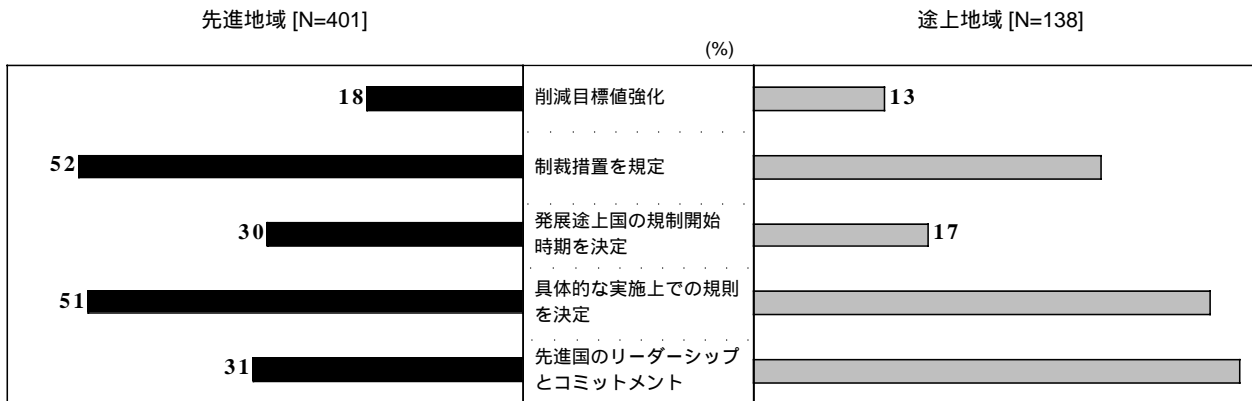 先進地域 [N=401]
途上地域 [N=138]
(%)
18
削減目標値強化
13
52
制裁措置を規定
30
発展途上国の規制開始
時期を決定
17
51
具体的な実施上での規則
を決定
31
先進国のリーダーシップ
とコミットメント